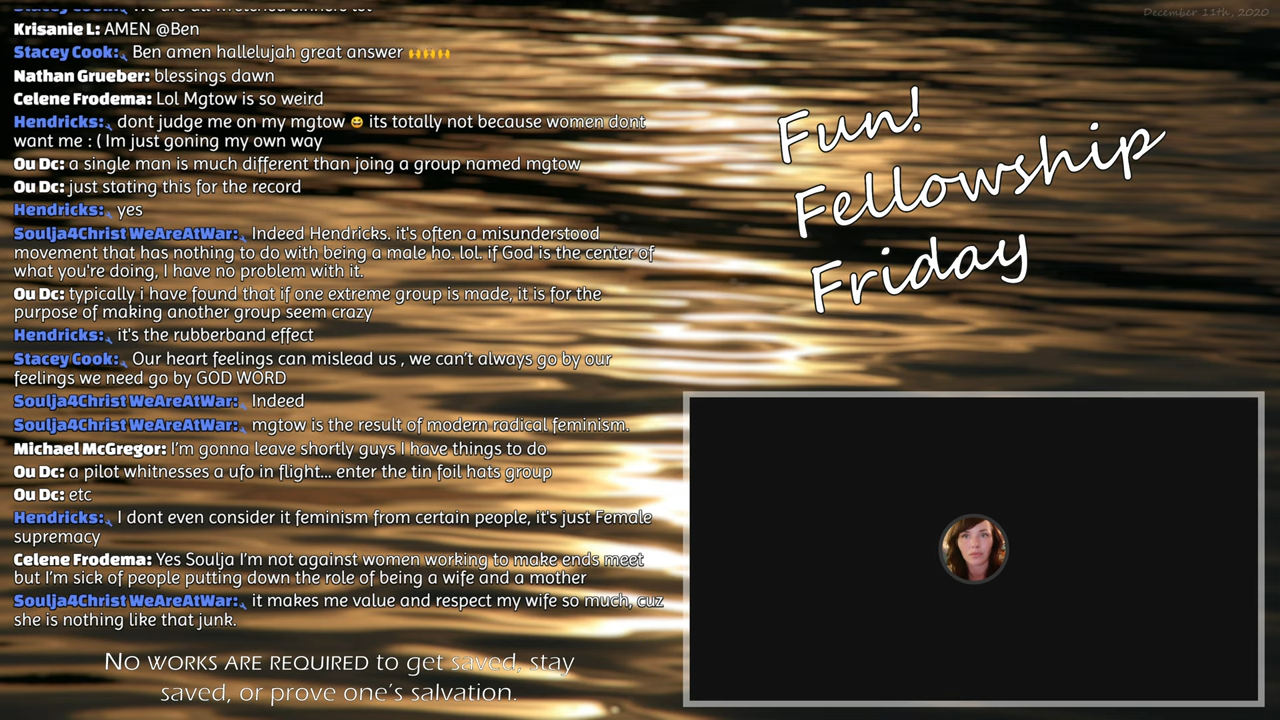 We are all wretched sinners lol
Krisanie L: AMEN @Ben
Stacey Cook: Ben amen hallelujah great answer 🙌🙌🙌
Nathan Grueber: blessings dawn
Celene Frodema: Lol Mgtow is so weird
Hendricks: dont judge me on my mgtow 😄 its totally not because women dont
want me : ( Im just goning my own way
Ou Dc: a single man is much different than joing a group named mgtow
Ou Dc: just stating this for the record
Hendricks: yes
Soulja4Christ WeAreAtWar: Indeed Hendricks. it's often a misunderstood
movement that has nothing to do with being a male ho. lol. if God is the center of
what you're doing, I have no problem with it.
Ou Dc: typically i have found that if one extreme group is made, it is for the
purpose of making another group seem crazy
Hendricks: it's the rubberband effect
Stacey Cook: Our heart feelings can mislead us , we can't always go by our
feelings we need go by GOD WORD
Soulja4Christ WeAreAtWar: Indeed
Soulja4Christ WeAreAtWar: mgtow is the result of modern radical feminism.
Michael McGregor: I'm gonna leave shortly guys I have things to do
Ou Dc: a pilot whitnesses a ufo in flight... enter the tin foil hats group
Ou Dc: etc
Hendricks: I dont even consider it feminism from certain people, it's just Female
supremacy
Celene Frodema: Yes Soulja I'm not against women working to make ends meet
but I'm sick of people putting down the role of being a wife and a mother
Soulja4Christ WeAreAtWar: it makes me value and respect my wife so much, cuz
she is nothing like that junk.
No works are required to get saved, stay
saved, or prove one's salvation.
December 11th, 2020
Fun!
Fellowship
Friday